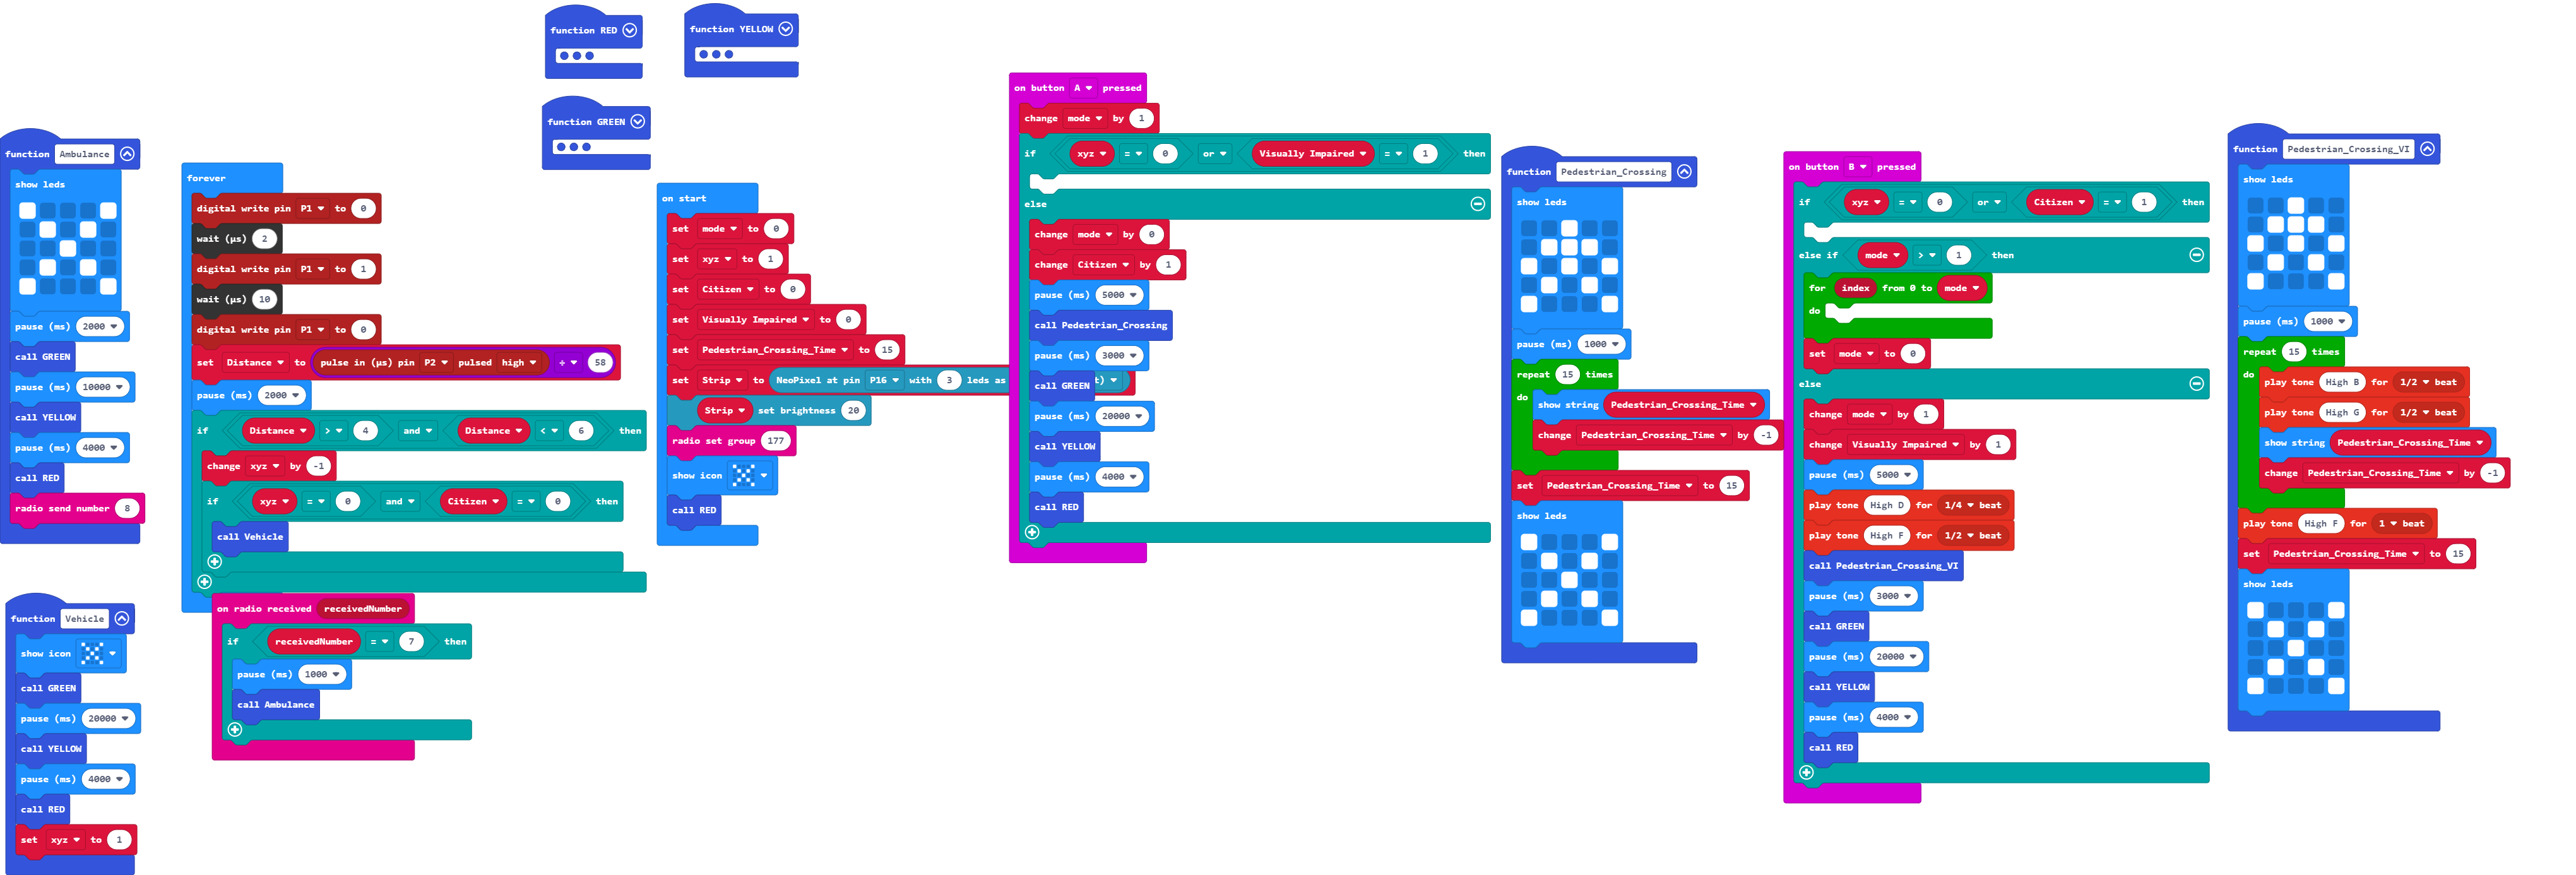 function Ambulance
show leds
pause (ms) 2000
call GREEN
pause (ms) 10000
call YELLOW
pause (ms) 4000
call RED
radio send number 8
function Vehicle
show icon
call GREEN
pause (ms) 20000
call YELLOW
pause (ms) 4000
call RED
set xyz to 1
forever
digital write pin P1 to 0
wait (µs) 2
digital write pin P1 to 1
wait (µs) 10
digital write pin P1 to 0
set Distance to pulse in (µs) pin P2 pulsed high ÷ 58
pause (ms) 2000
if Distance > 4 and Distance < 6 then
change xyz by -1
if xyz = 0 and Citizen = 0 then
call Vehicle
on radio received receivedNumber
if receivedNumber = 7 then
pause (ms) 1000
call Ambulance
function RED
function YELLOW
function GREEN
on start
set mode to 0
set xyz to 1
set Citizen to 0
set Visually Impaired to 0
set Pedestrian_Crossing_Time to 15
set Strip to NeoPixel at pin P16 with 3 leds as t)
Strip set brightness 20
radio set group 177
show icon
call RED
on button A pressed
change mode by 1
if xyz = 0 or Visually Impaired = 1 then
else
change mode by 0
change Citizen by 1
pause (ms) 5000
call Pedestrian_Crossing
pause (ms) 3000
call GREEN
pause (ms) 20000
call YELLOW
pause (ms) 4000
call RED
function Pedestrian_Crossing
show leds
pause (ms) 1000
repeat 15 times
do show string Pedestrian_Crossing_Time
change Pedestrian_Crossing_Time by -1
set Pedestrian_Crossing_Time to 15
show leds
on button B pressed
if xyz = 0 or Citizen = 1 then
else if mode > 1 then
for index from 0 to mode
do
set mode to 0
else
change mode by 1
change Visually Impaired by 1
pause (ms) 5000
play tone High D for 1/4 beat
play tone High F for 1/2 beat
call Pedestrian_Crossing_VI
pause (ms) 3000
call GREEN
pause (ms) 20000
call YELLOW
pause (ms) 4000
call RED
function Pedestrian_Crossing_VI
show leds
pause (ms) 1000
repeat 15 times
do play tone High B for 1/2 beat
play tone High G for 1/2 beat
show string Pedestrian_Crossing_Time
change Pedestrian_Crossing_Time by -1
play tone High F for 1 beat
set Pedestrian_Crossing_Time to 15
show leds